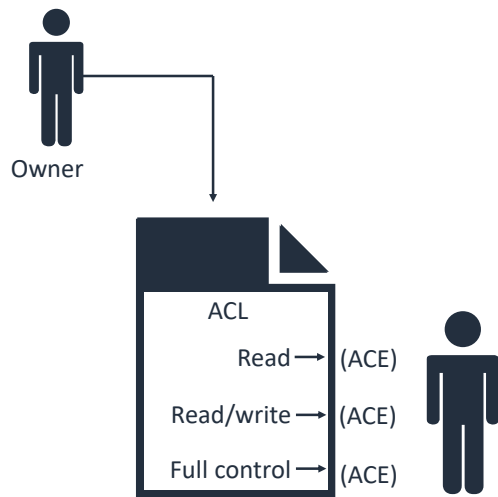 Owner
ACL
Read (ACE)
Read/write (ACE)
Full control (ACE)